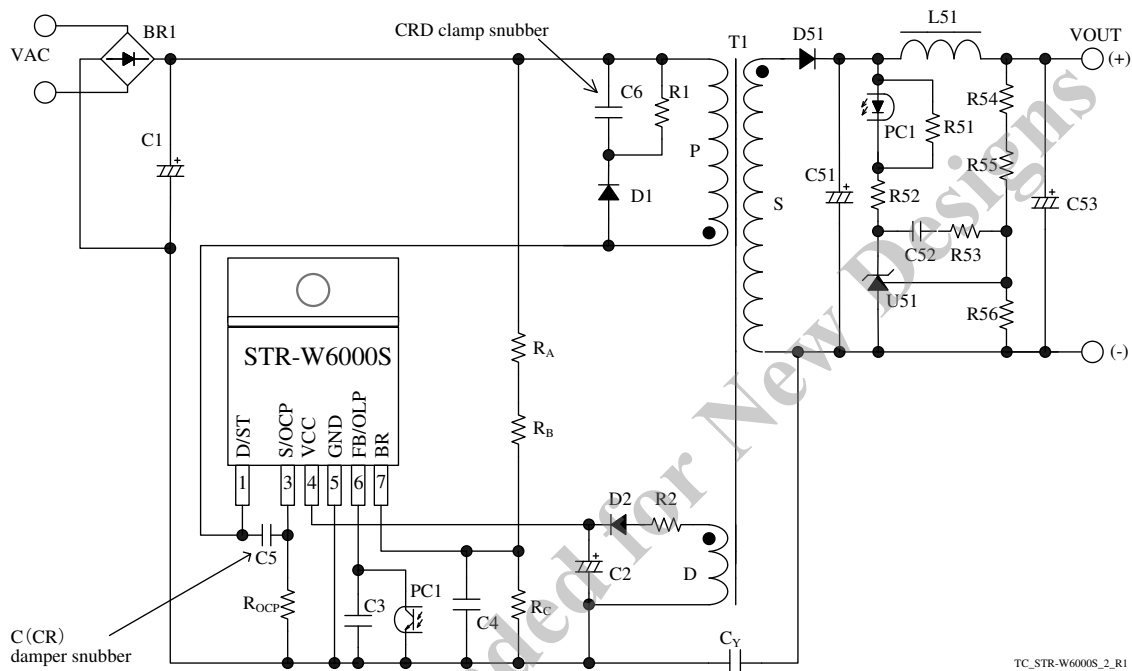 CRD clamp snubber
VAC
BR1
C1
C6
R1
P
D1
T1
S
D51
L51
VOUT
(+)
PC1
R51
R54
R55
C51
R52
C53
C52
R53
U51
R56
(-)
STR-W6000S
D/ST
S/OCP
VCC
GND
FB/OLP
BR
1
3
4
5
6
7
RA
RB
D2
R2
C5
C2
D
ROCP
C3
PC1
C4
RC
CY
C(CR)
damper snubber
TC_STR-W6000S_2_R1
for New Designs